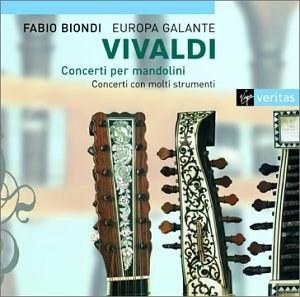 FABIO BIONDI EUROPA GALANTE
VIVALDI
Concerti per mandolini
Concerti con molti strumenti
Virgin veritas